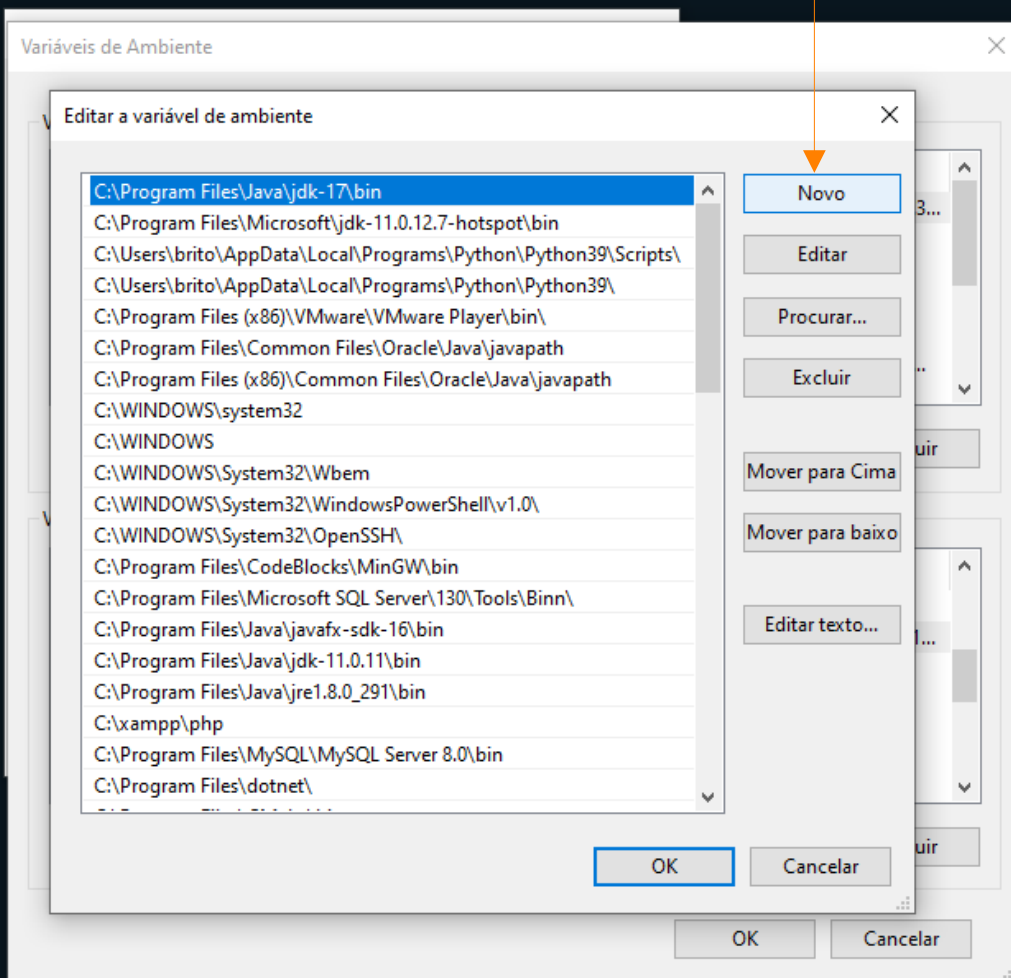 Variáveis de Ambiente
Editar a variável de ambiente
C:\Program Files\Java\jdk-17\bin
C:\Program Files\Microsoft\jdk-11.0.12.7-hotspot\bin
C:\Users\brito\AppData\Local\Programs\Python\Python39\Scripts\
C:\Users\brito\AppData\Local\Programs\Python\Python39\
C:\Program Files (x86)\VMware\VMware Player\bin\
C:\Program Files\Common Files\Oracle\Java\javapath
C:\Program Files (x86)\Common Files\Oracle\Java\javapath
C:\WINDOWS\system32
C:\WINDOWS
C:\WINDOWS\System32\Wbem
C:\WINDOWS\System32\WindowsPowerShell\v1.0\
C:\WINDOWS\System32\OpenSSH\
C:\Program Files\CodeBlocks\MinGW\bin
C:\Program Files\Microsoft SQL Server\130\Tools\Binn\
C:\Program Files\Java\javafx-sdk-16\bin
C:\Program Files\Java\jdk-11.0.11\bin
C:\Program Files\Java\jre1.8.0_291\bin
C:\xampp\php
C:\Program Files\MySQL\MySQL Server 8.0\bin
C:\Program Files\dotnet\
Novo
Editar
Procurar...
Excluir
Mover para Cima
Mover para baixo
Editar texto...
3...
..
uir
1...
uir
OK
Cancelar
OK
Cancelar